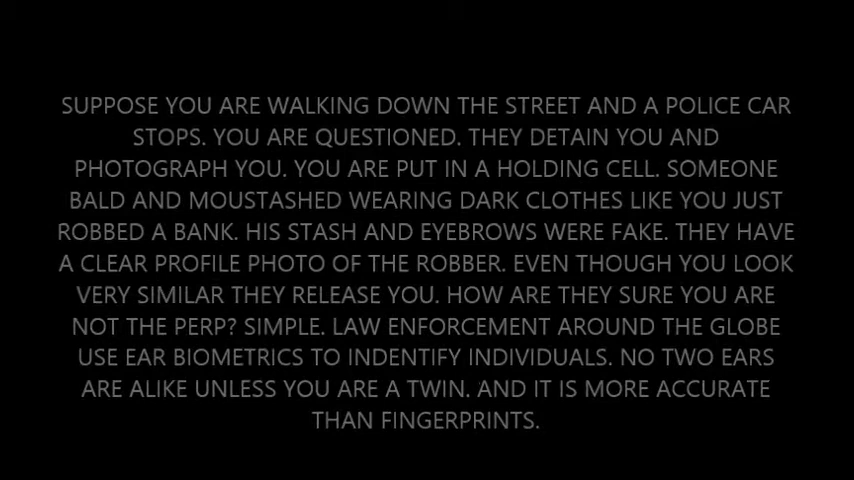 SUPPOSE YOU ARE WALKING DOWN THE STREET AND A POLICE CAR
STOPS. YOU ARE QUESTIONED. THEY DETAIN YOU AND
PHOTOGRAPH YOU. YOU ARE PUT IN A HOLDING CELL. SOMEONE
BALD AND MOUSTASHED WEARING DARK CLOTHES LIKE YOU JUST
ROBBED A BANK. HIS STASH AND EYEBROWS WERE FAKE. THEY HAVE
A CLEAR PROFILE PHOTO OF THE ROBBER. EVEN THOUGH YOU LOOK
VERY SIMILAR THEY RELEASE YOU. HOW ARE THEY SURE YOU ARE
NOT THE PERP? SIMPLE. LAW ENFORCEMENT AROUND THE GLOBE
USE EAR BIOMETRICS TO INDENTIFY INDIVIDUALS. NO TWO EARS
ARE ALIKE UNLESS YOU ARE A TWIN. AND IT IS MORE ACCURATE
THAN FINGERPRINTS.